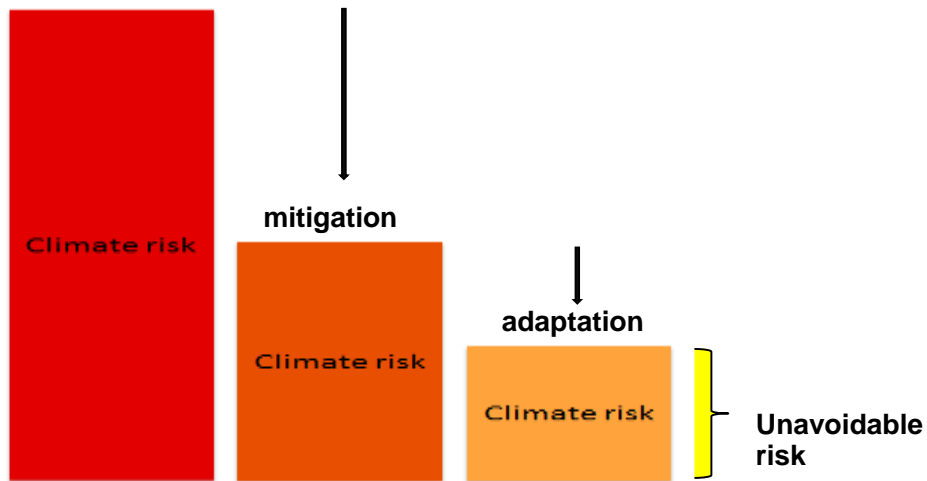 mitigation
Climate risk
adaptation
Climate risk
Climate risk
Unavoidable
risk